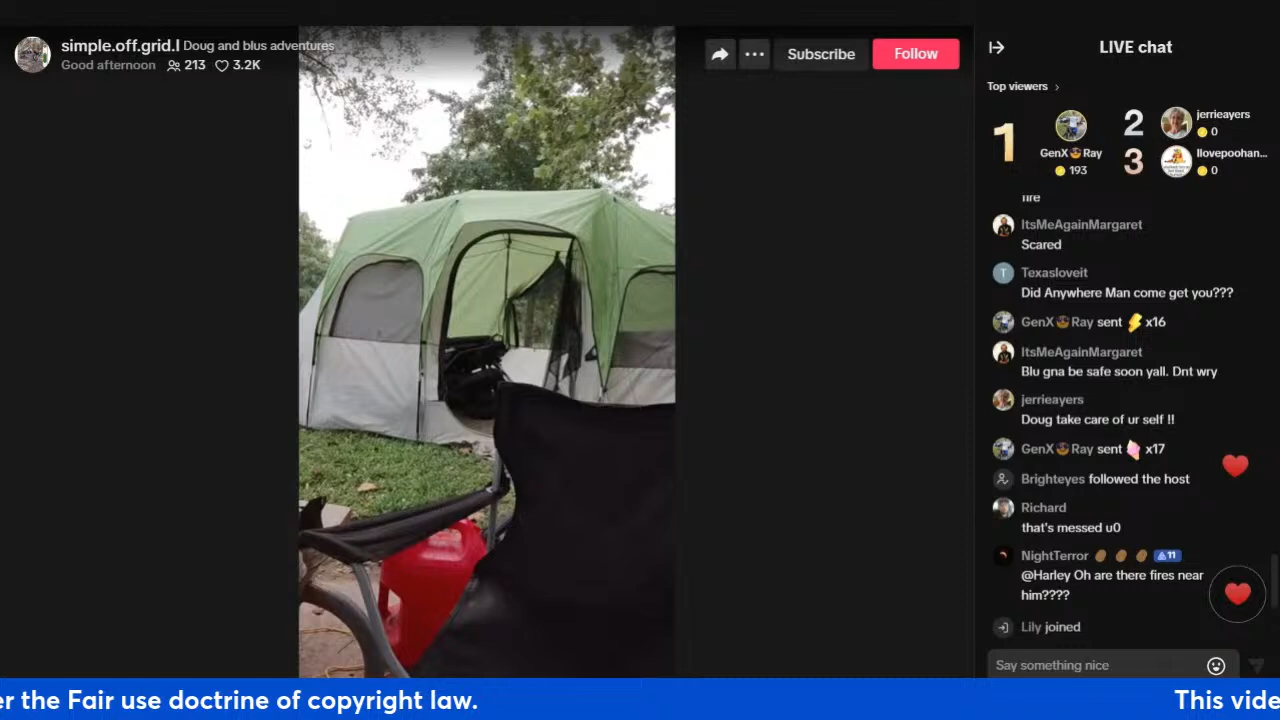 simple.off.grid.l Doug and blus adventures
Good afternoon 213 3.2K
Subscribe
Follow
LIVE chat
Top viewers
1
GenX Ray
193
2
jerrieayers
0
3
Ilovepoohan...
0
fire
ItsMeAgainMargaret
Scared
Texasloveit
Did Anywhere Man come get you???
GenX Ray sent x16
ItsMeAgainMargaret
Blu gna be safe soon yall. Dnt wry
jerrieayers
Doug take care of ur self !!
GenX Ray sent x17
Brighteyes followed the host
Richard
that's messed u0
NightTerror 11
@Harley Oh are there fires near
him????
Lily joined
Say something nice
er the Fair use doctrine of copyright law.
This vide